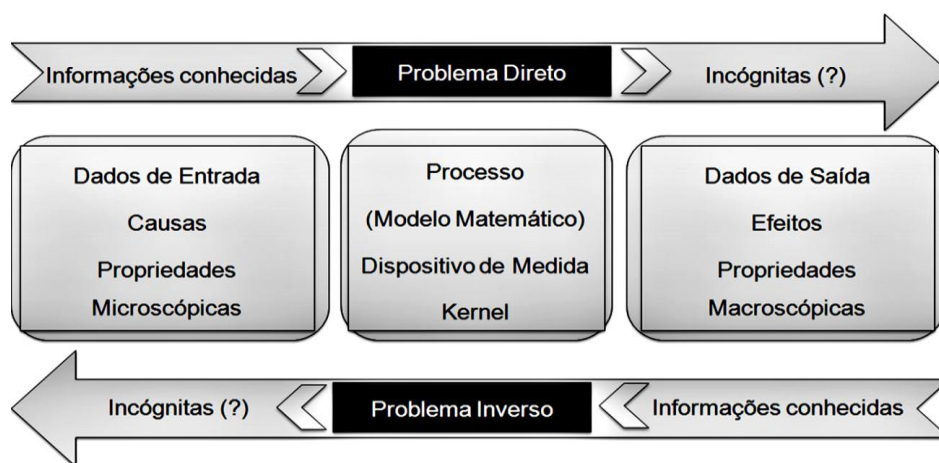 Informações conhecidas
Problema Direto
Incógnitas (?)
Dados de Entrada
Causas
Propriedades
Microscópicas
Processo
(Modelo Matemático)
Dispositivo de Medida
Kernel
Dados de Saída
Efeitos
Propriedades
Macroscópicas
Incógnitas (?)
Problema Inverso
Informações conhecidas